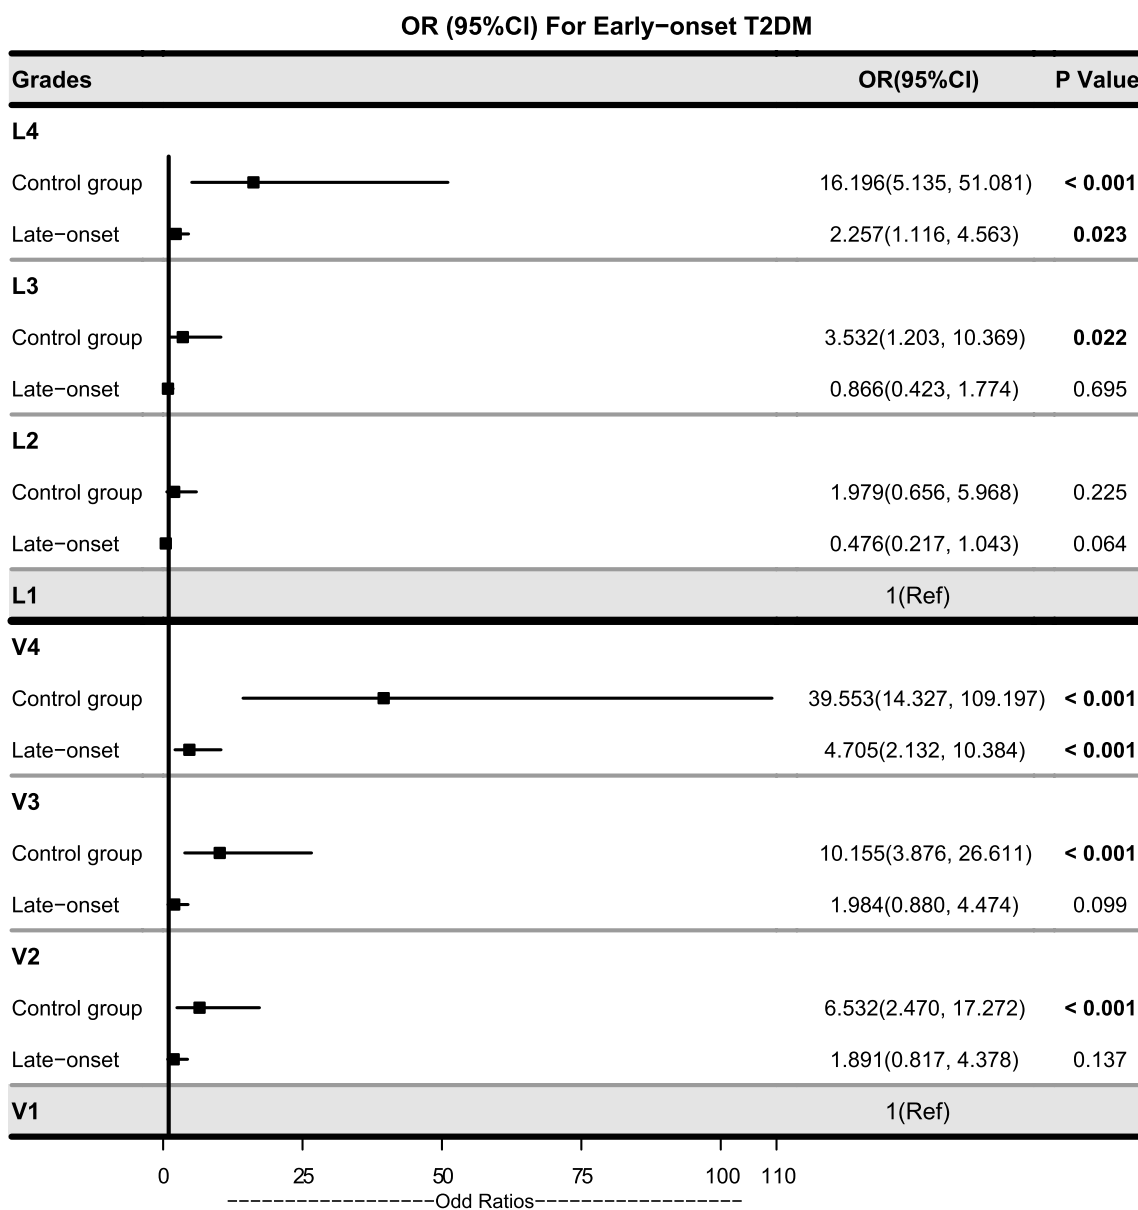 OR (95%CI) For Early−onset T2DM
Grades OR(95%CI) P Value
L4
Control group 16.196(5.135, 51.081) < 0.001
Late−onset 2.257(1.116, 4.563) 0.023
L3
Control group 3.532(1.203, 10.369) 0.022
Late−onset 0.866(0.423, 1.774) 0.695
L2
Control group 1.979(0.656, 5.968) 0.225
Late−onset 0.476(0.217, 1.043) 0.064
L1 1(Ref)
V4
Control group 39.553(14.327, 109.197) < 0.001
Late−onset 4.705(2.132, 10.384) < 0.001
V3
Control group 10.155(3.876, 26.611) < 0.001
Late−onset 1.984(0.880, 4.474) 0.099
V2
Control group 6.532(2.470, 17.272) < 0.001
Late−onset 1.891(0.817, 4.378) 0.137
V1 1(Ref)
0 25 50 75 100 110
Odd Ratios